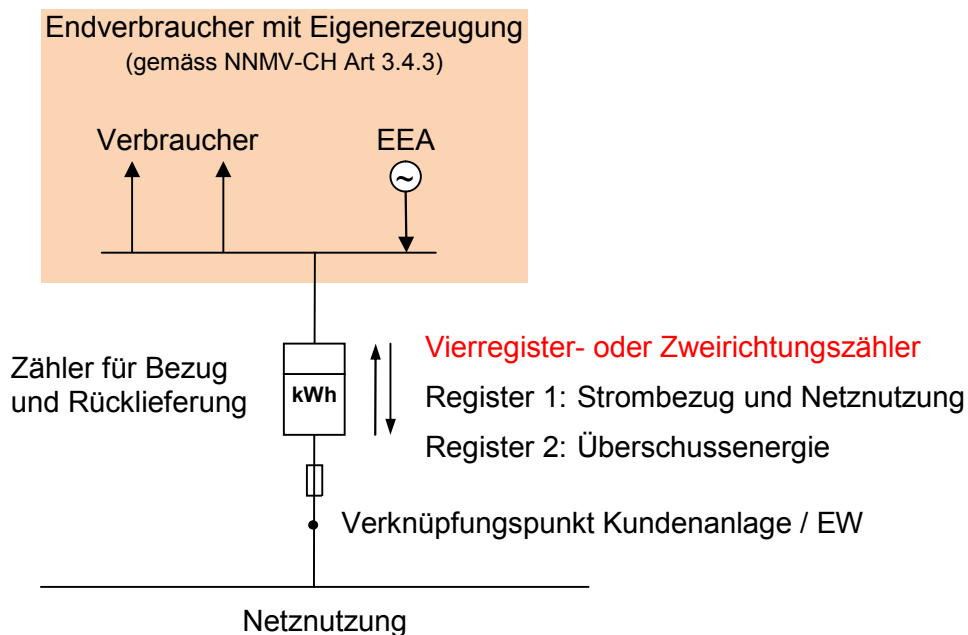 Endverbraucher mit Eigenerzeugung
(gemäss NNMV-CH Art 3.4.3)
Verbraucher
EEA
~
Zähler für Bezug
und Rücklieferung
kWh
Vierregister- oder Zweirichtungszähler
Register 1: Strombezug und Netznutzung
Register 2: Überschussenergie
Verknüpfungspunkt Kundenanlage / EW
Netznutzung